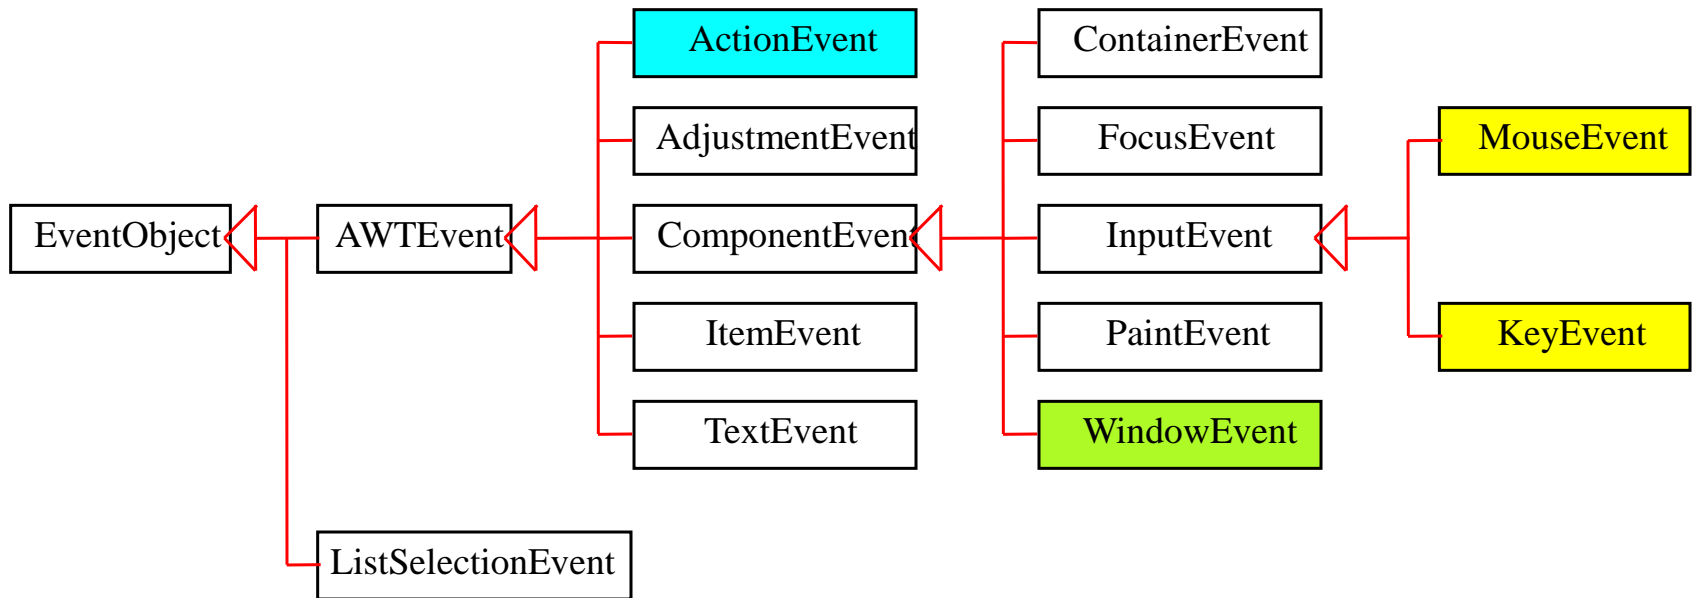 ActionEvent
ContainerEvent
AdjustmentEvent
FocusEvent
MouseEvent
EventObject
AWTEvent
ComponentEvent
InputEvent
ItemEvent
PaintEvent
KeyEvent
TextEvent
WindowEvent
ListSelectionEvent